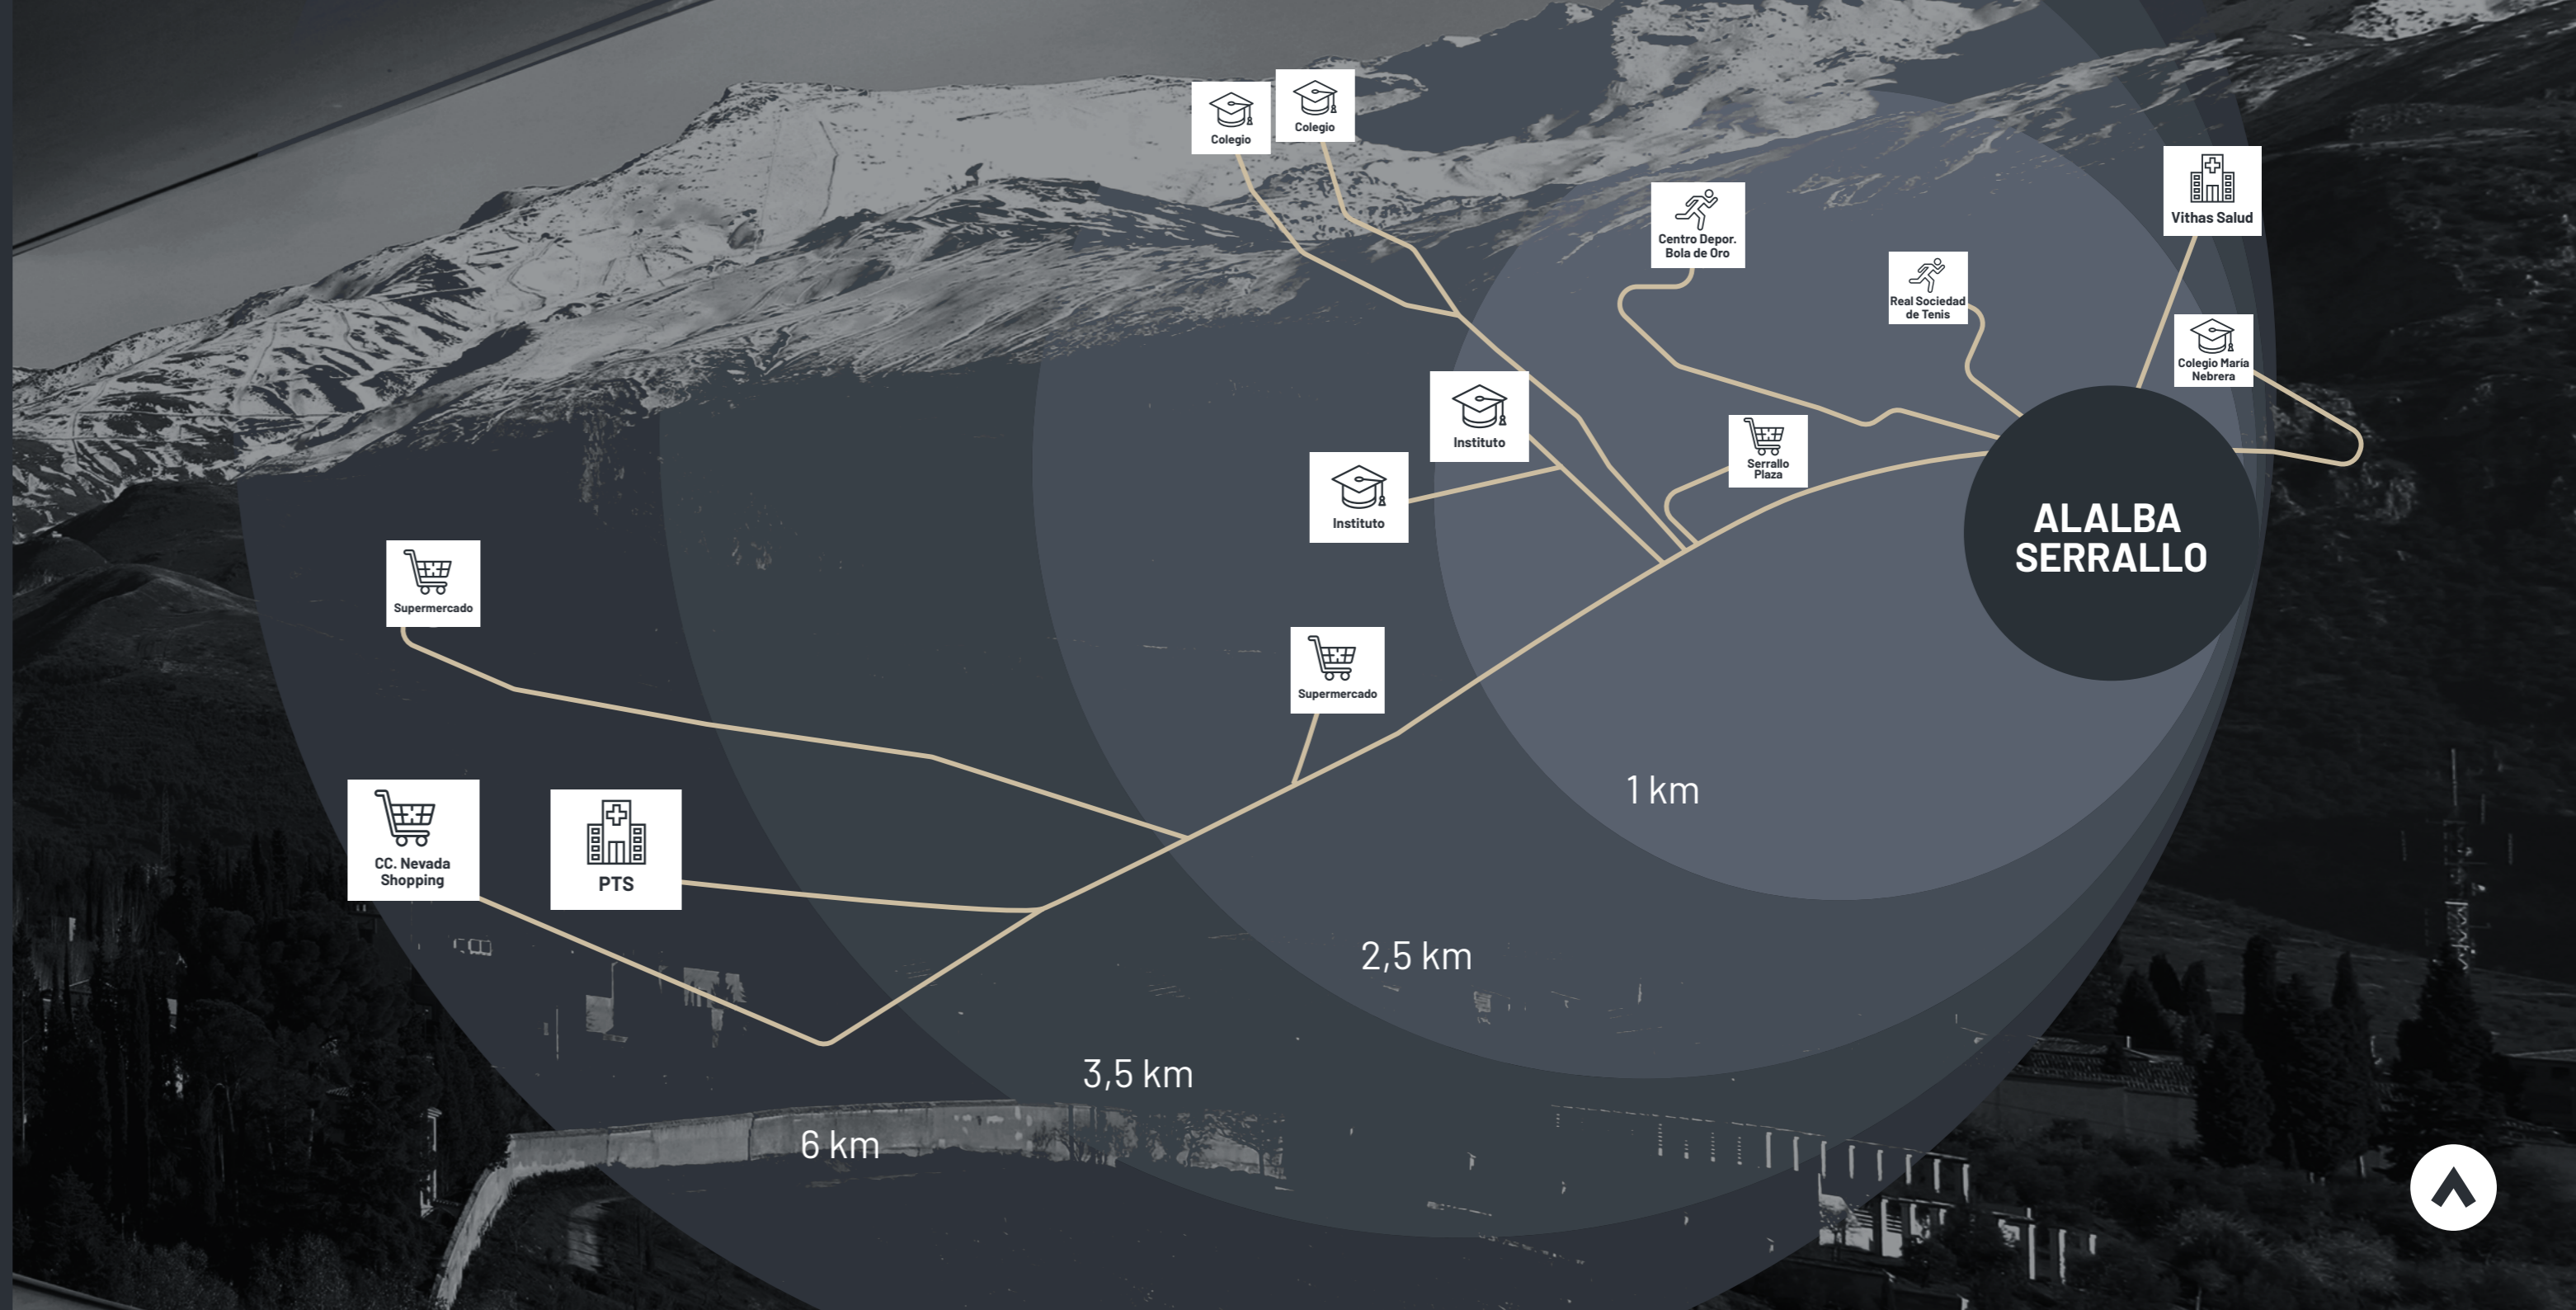 Colegio
Colegio
Vithas Salud
Centro Depor.
Bola de Oro
Real Sociedad
de Tenis
Colegio María
Nebrera
Instituto
Serrallo
Plaza
Instituto
ALALBA
SERRALLO
Supermercado
Supermercado
1 km
CC. Nevada
Shopping
PTS
2,5 km
3,5 km
6 km